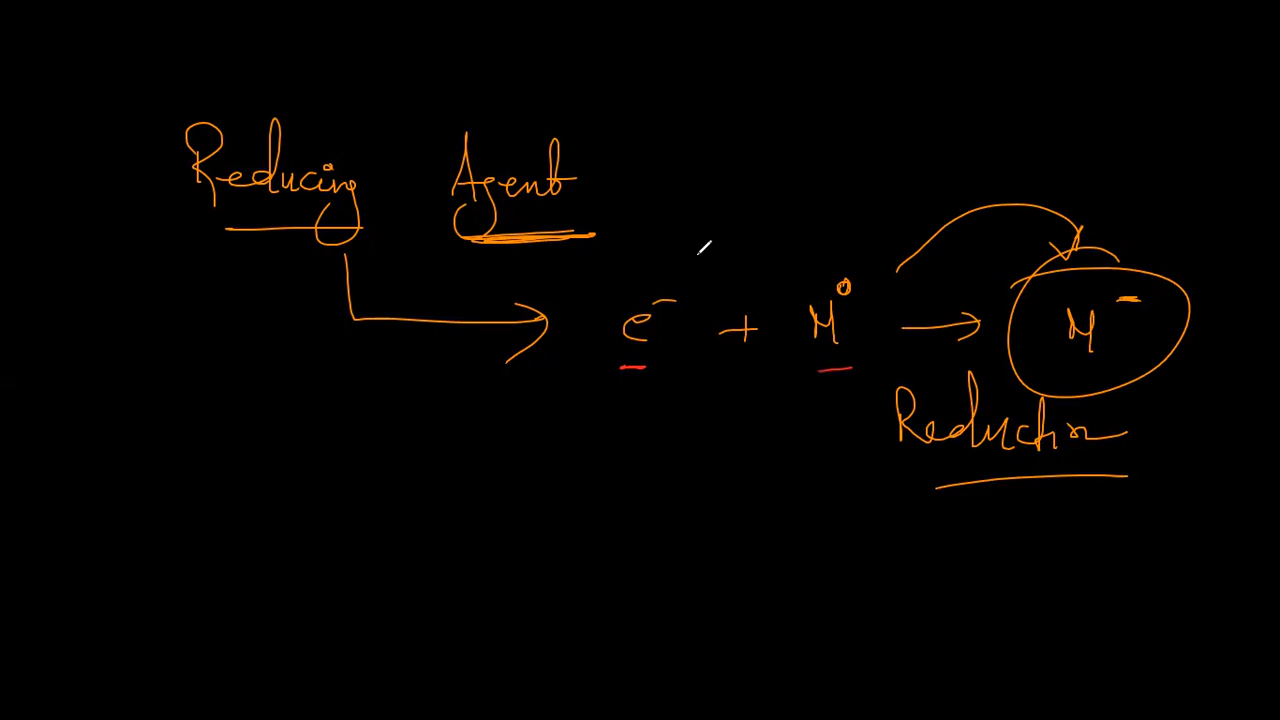 Reducing Agent
e⁻ + M⁰ → M⁻
Reduction